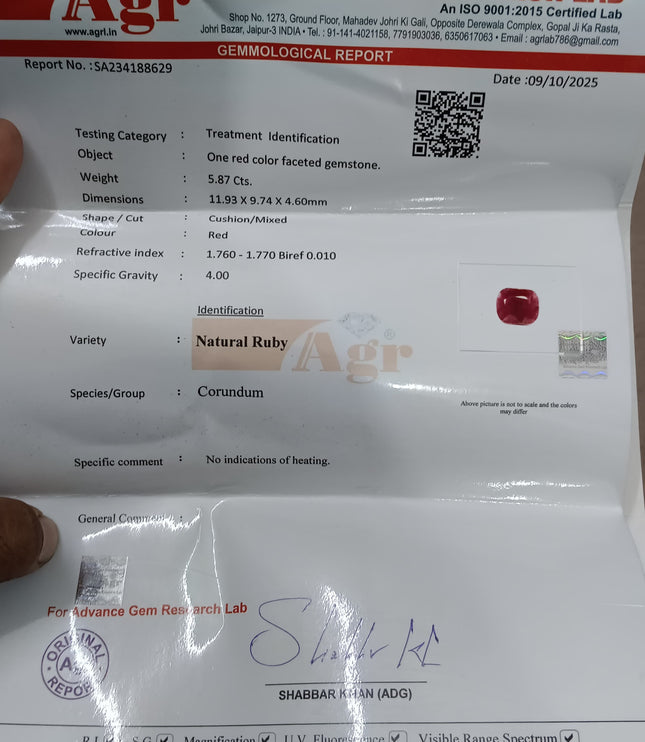 Agr
www.agrl.in
An ISO 9001:2015 Certified Lab
Shop No. 1273, Ground Floor, Mahadev Johri Ki Gali, Opposite Derewala Complex, Gopal Ji Ka Rasta,
Johri Bazar, Jaipur-3 INDIA • Tel. : 91-141-4021158, 7791903036, 6350617063 • Email : agrlab786@gmail.com
GEMMOLOGICAL REPORT
Report No. :SA234188629
Date :09/10/2025
Testing Category : Treatment Identification
Object : One red color faceted gemstone.
Weight : 5.87 Cts.
Dimensions : 11.93 X 9.74 X 4.60mm
Shape / Cut : Cushion/Mixed
Colour : Red
Refractive index : 1.760 - 1.770 Biref 0.010
Specific Gravity : 4.00
Identification
Variety : Natural Ruby
Agr®
Species/Group : Corundum
Above picture is not to scale and the colors
may differ
Specific comment : No indications of heating.
General Comment :
For Advance Gem Research Lab
ORIGINAL
REPORT
SHABBAR KHAN (ADG)
R.I. S.G Magnification U.V. Fluorescence Visible Range Spectrum